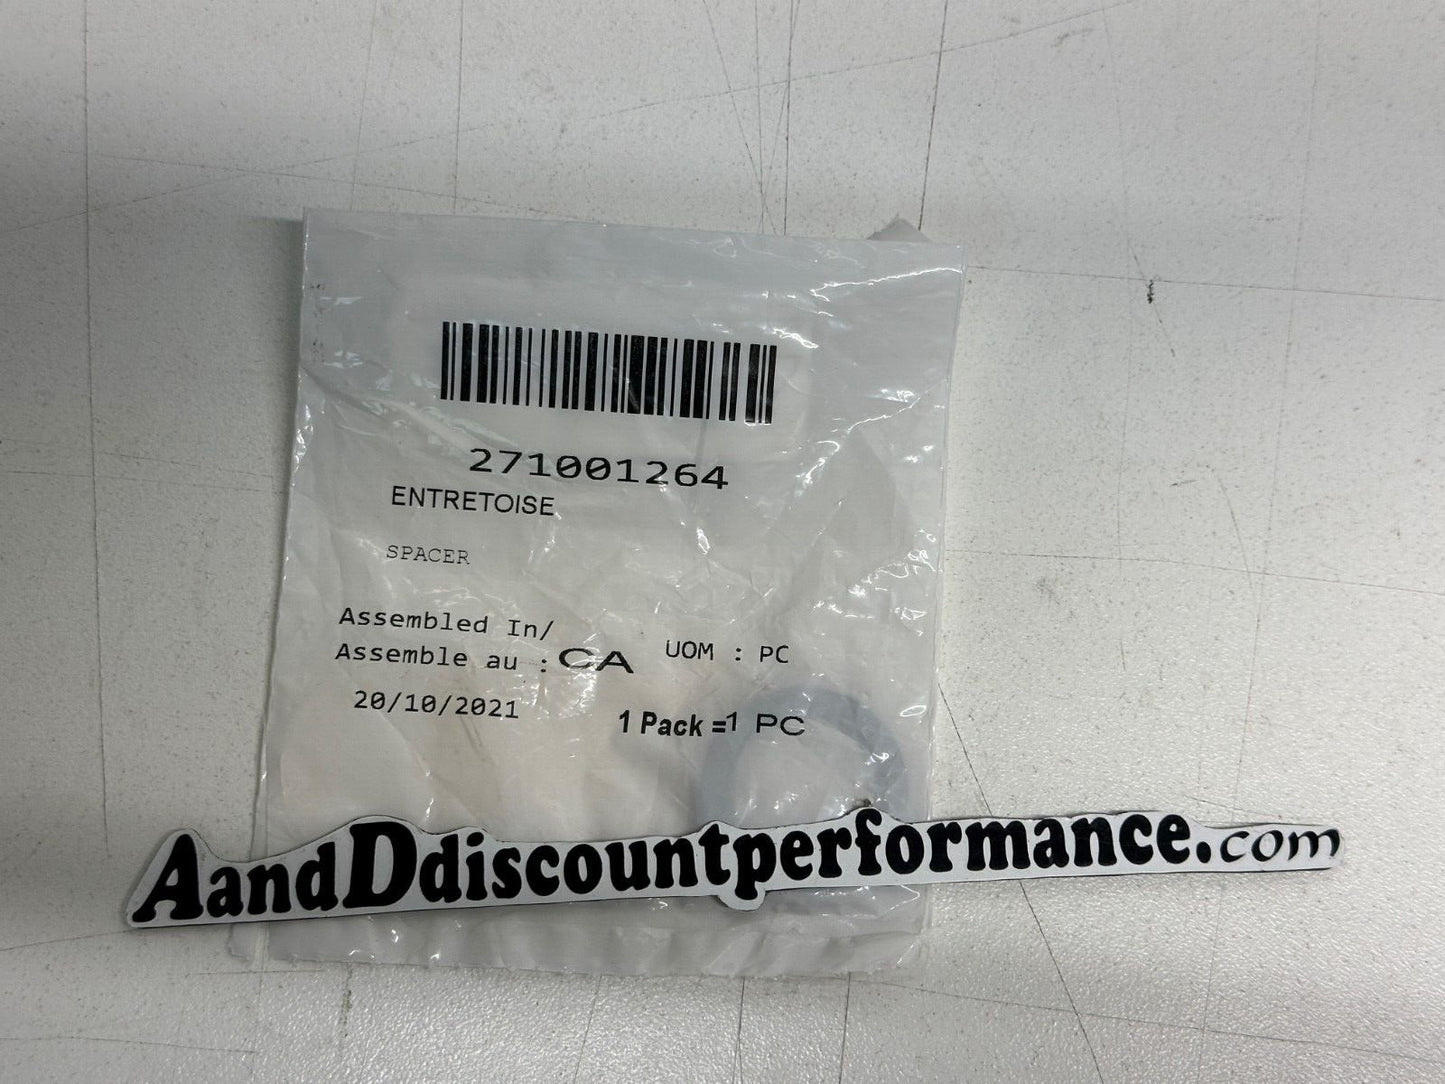 271001264
ENTRETOISE
SPACER
Assembled In/
Assemble au : CA
UOM : PC
20/10/2021
1 Pack =1 PC
AandDdiscountperformance.com